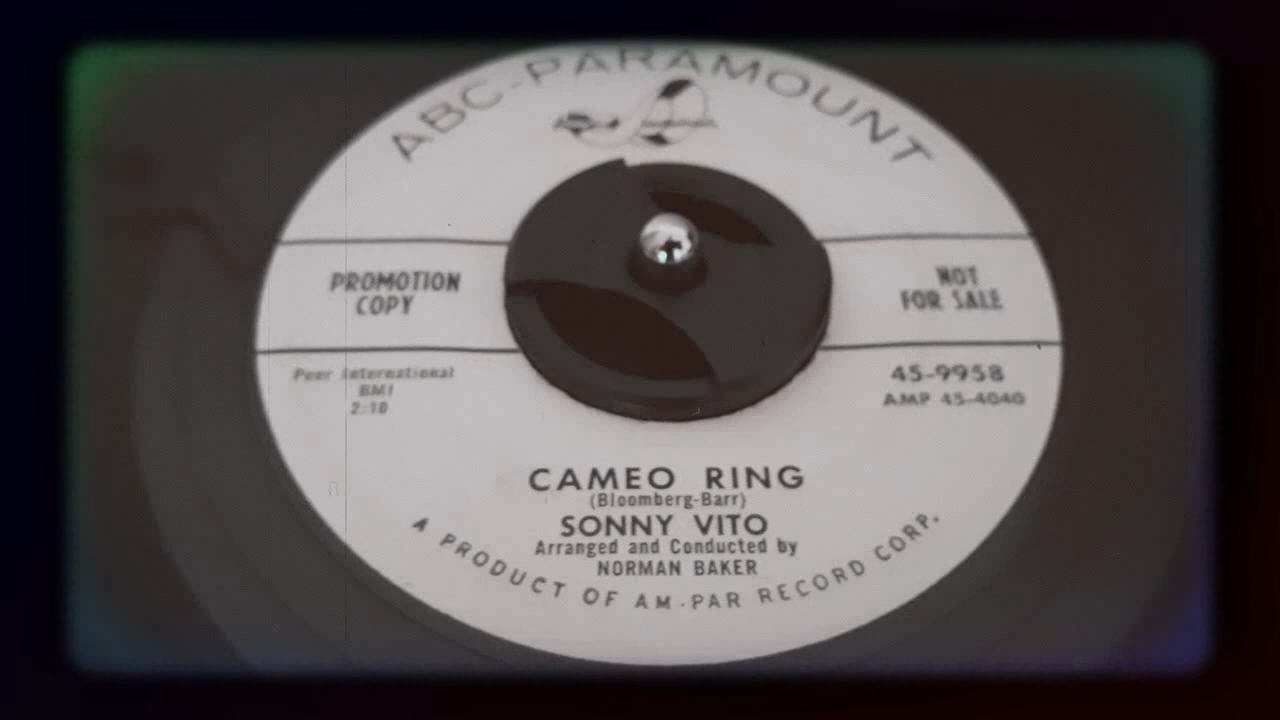 ABC-PARAMOUNT
PROMOTION
COPY
NOT
FOR SALE
Peer International
BMI
2:10
45-9958
AMP 45-4040
CAMEO RING
(Bloomberg-Barr)
SONNY VITO
Arranged and Conducted by
NORMAN BAKER
A PRODUCT OF AM-PAR RECORD CORP.